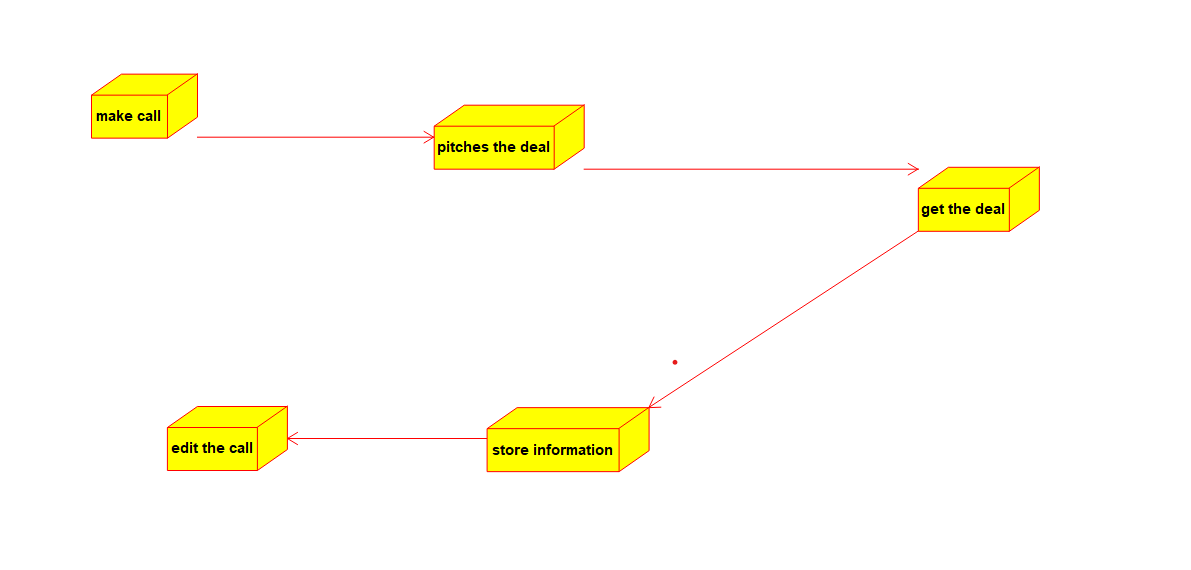 make call
pitches the deal
get the deal
store information
edit the call